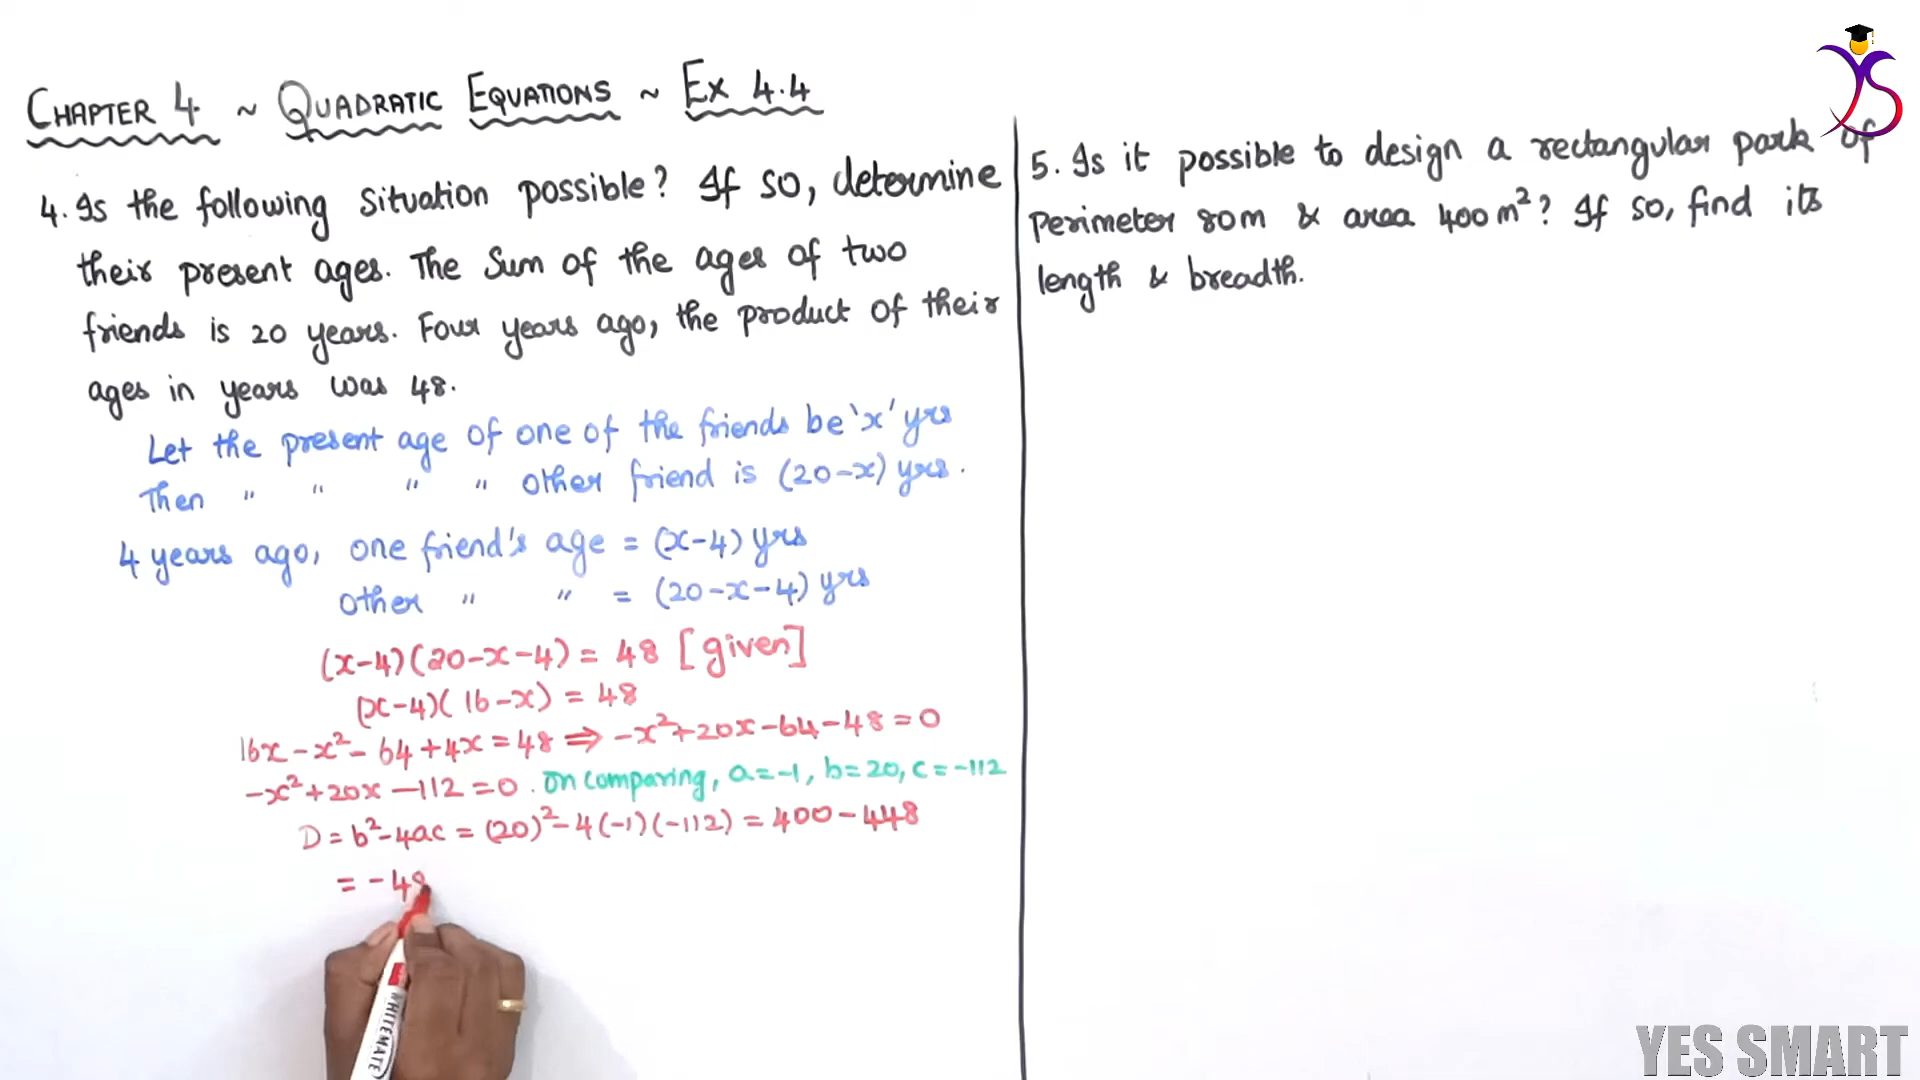 CHAPTER 4 ~ QUADRATIC EQUATIONS ~ EX 4.4
4. Is the following situation possible? If so, determine
their present ages. The Sum of the ages of two
friends is 20 years. Four years ago, the product of their
ages in years was 48.
Let the present age of one of the friends be 'x' yrs
Then " " " " other friend is (20-x) yrs.
4 years ago, one friend's age = (x-4) yrs
Other " " = (20-x-4) yrs
(x-4)(20-x-4) = 48 [given]
(x-4)(16-x) = 48
16x - x² - 64 + 4x = 48 ⇒ -x² + 20x - 64 - 48 = 0
-x² + 20x - 112 = 0. On comparing, a = -1, b = 20, c = -112
D = b² - 4ac = (20)² - 4(-1)(-112) = 400 - 448
= -48
5. Is it possible to design a rectangular park of
Perimeter 80m & area 400 m²? If so, find its
length & breadth.
WHITEMATE
YS
YES SMART